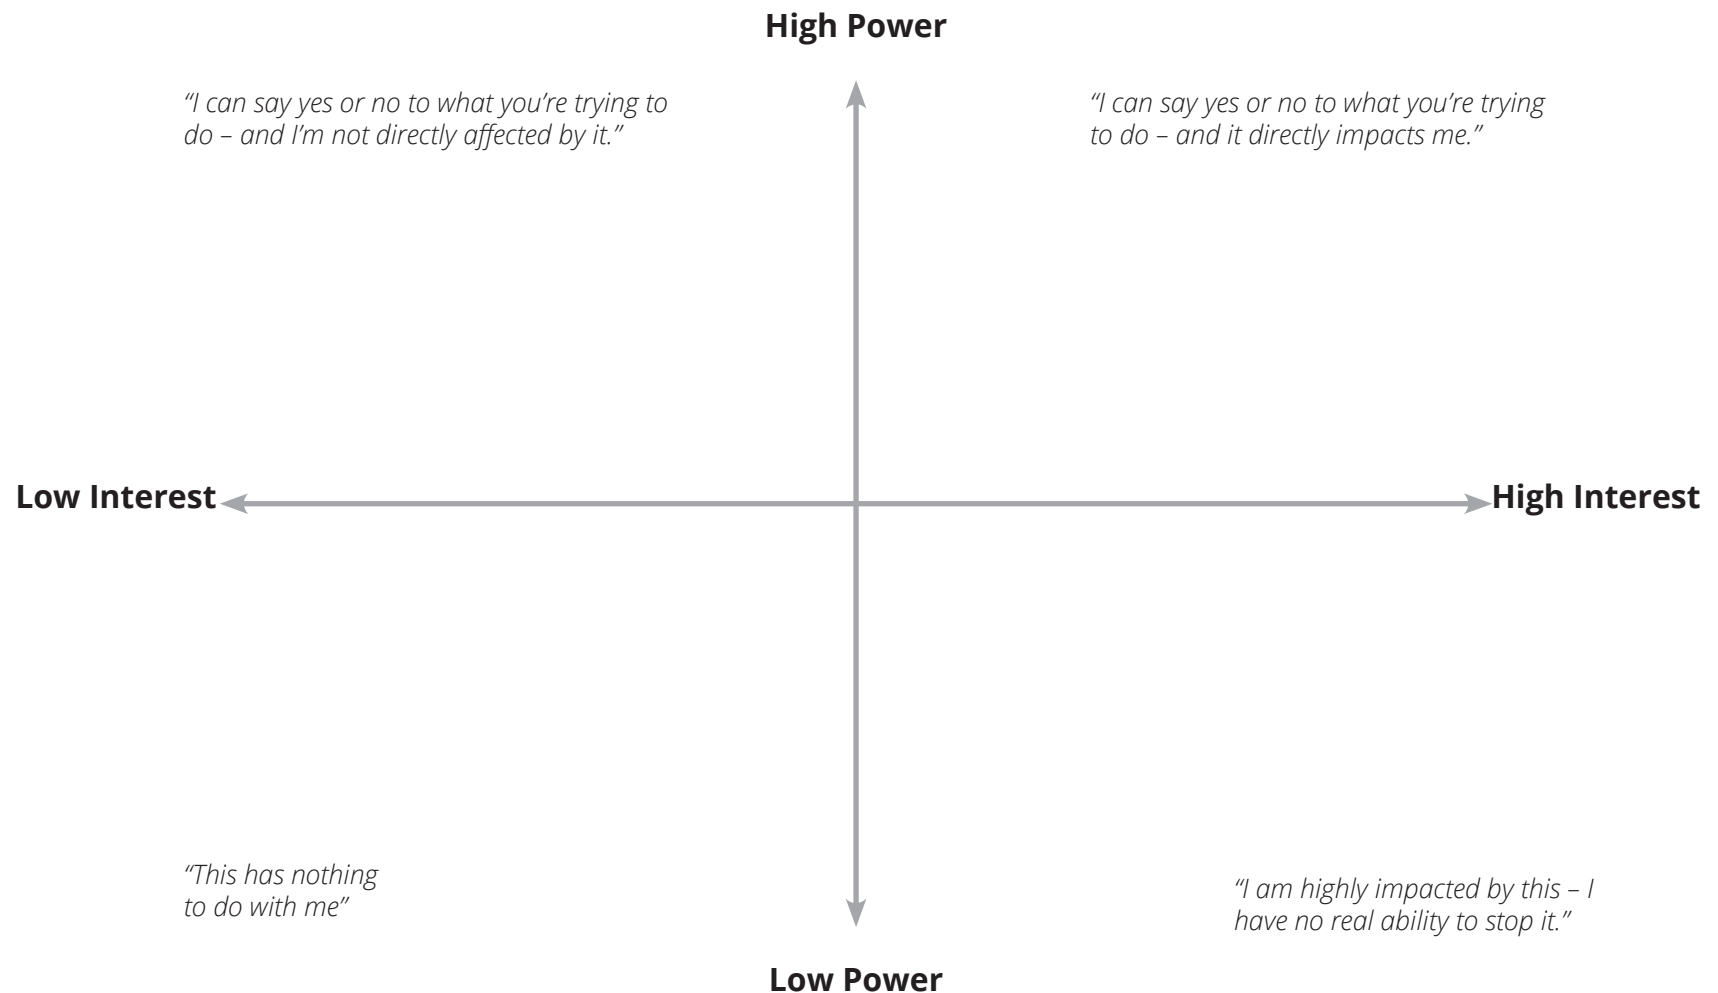 High Power
“I can say yes or no to what you’re trying to
do – and I’m not directly affected by it.”
“I can say yes or no to what you’re trying
to do – and it directly impacts me.”
Low Interest
High Interest
“This has nothing
to do with me”
“I am highly impacted by this – I
have no real ability to stop it.”
Low Power